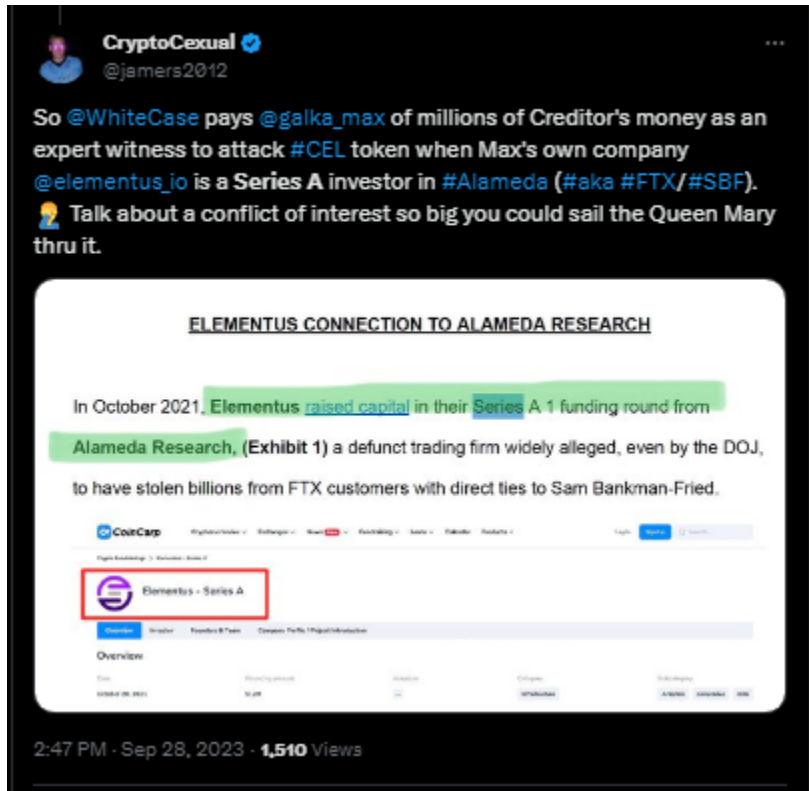 CryptoCexual
@jamers2012
So @WhiteCase pays @galka_max of millions of Creditor's money as an
expert witness to attack #CEL token when Max's own company
@elementus_io is a Series A investor in #Alameda (#aka #FTX/#SBF).
🤦‍♂️ Talk about a conflict of interest so big you could sail the Queen Mary
thru it.
ELEMENTUS CONNECTION TO ALAMEDA RESEARCH
In October 2021, Elementus raised capital in their Series A 1 funding round from
Alameda Research, (Exhibit 1) a defunct trading firm widely alleged, even by the DOJ,
to have stolen billions from FTX customers with direct ties to Sam Bankman-Fried.
CoinCarp
Elementus - Series A
Overview Investor Founders & Team
Overview
2:47 PM · Sep 28, 2023 · 1,510 Views